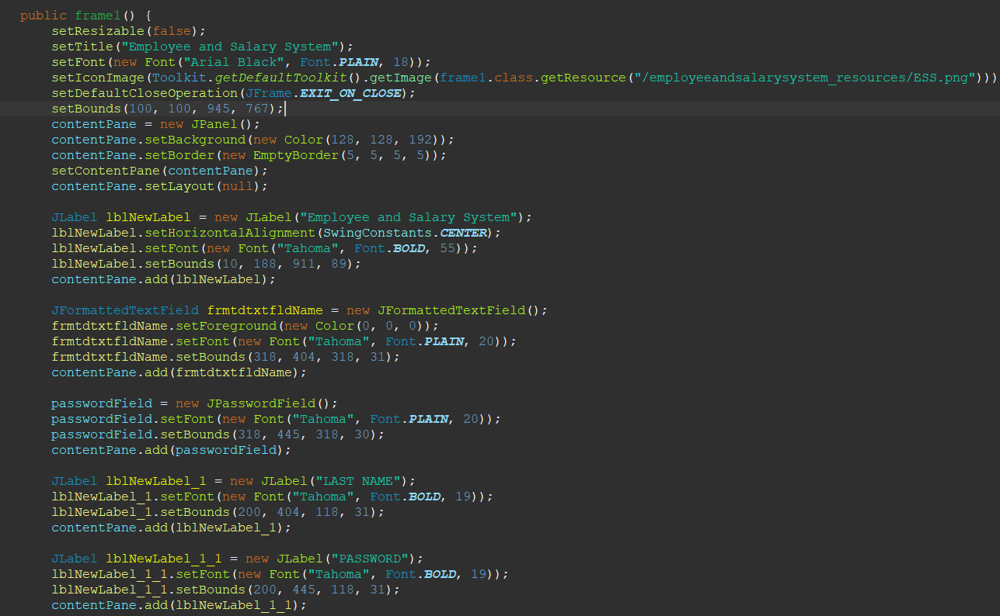 public frame1() {
setResizable(false);
setTitle("Employee and Salary System");
setFont(new Font("Arial Black", Font.PLAIN, 18));
setIconImage(Toolkit.getDefaultToolkit().getImage(frame1.class.getResource("/employeeandsalarysystem_resources/ESS.png")))
setDefaultCloseOperation(JFrame.EXIT_ON_CLOSE);
setBounds(100, 100, 945, 767);
contentPane = new JPanel();
contentPane.setBackground(new Color(128, 128, 192));
contentPane.setBorder(new EmptyBorder(5, 5, 5, 5));
setContentPane(contentPane);
contentPane.setLayout(null);
JLabel lblNewLabel = new JLabel("Employee and Salary System");
lblNewLabel.setHorizontalAlignment(SwingConstants.CENTER);
lblNewLabel.setFont(new Font("Tahoma", Font.BOLD, 55));
lblNewLabel.setBounds(10, 188, 911, 89);
contentPane.add(lblNewLabel);
JFormattedTextField frmtdtxtfldName = new JFormattedTextField();
frmtdtxtfldName.setForeground(new Color(0, 0, 0));
frmtdtxtfldName.setFont(new Font("Tahoma", Font.PLAIN, 20));
frmtdtxtfldName.setBounds(318, 404, 318, 31);
contentPane.add(frmtdtxtfldName);
passwordField = new JPasswordField();
passwordField.setFont(new Font("Tahoma", Font.PLAIN, 20));
passwordField.setBounds(318, 445, 318, 30);
contentPane.add(passwordField);
JLabel lblNewLabel_1 = new JLabel("LAST NAME");
lblNewLabel_1.setFont(new Font("Tahoma", Font.BOLD, 19));
lblNewLabel_1.setBounds(200, 404, 118, 31);
contentPane.add(lblNewLabel_1);
JLabel lblNewLabel_1_1 = new JLabel("PASSWORD");
lblNewLabel_1_1.setFont(new Font("Tahoma", Font.BOLD, 19));
lblNewLabel_1_1.setBounds(200, 445, 118, 31);
contentPane.add(lblNewLabel_1_1);